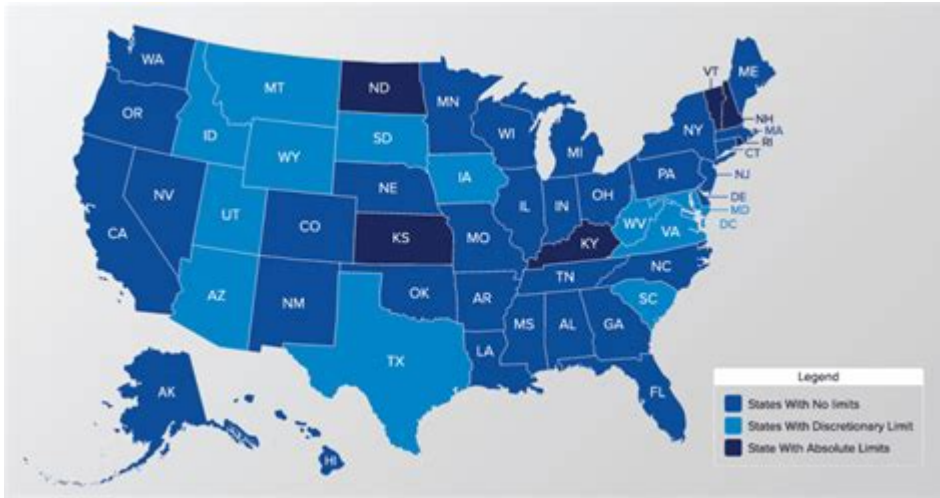 WA
OR
CA
NV
ID
MT
WY
UT
AZ
CO
NM
ND
SD
NE
KS
OK
TX
MN
IA
MO
AR
LA
WI
IL
MI
IN
OH
KY
TN
MS
AL
GA
FL
SC
NC
VA
WV
PA
NY
VT
ME
NH
MA
RI
CT
NJ
DE
MD
DC
AK
HI
Legend
States With No limits
States With Discretionary Limit
State With Absolute Limits